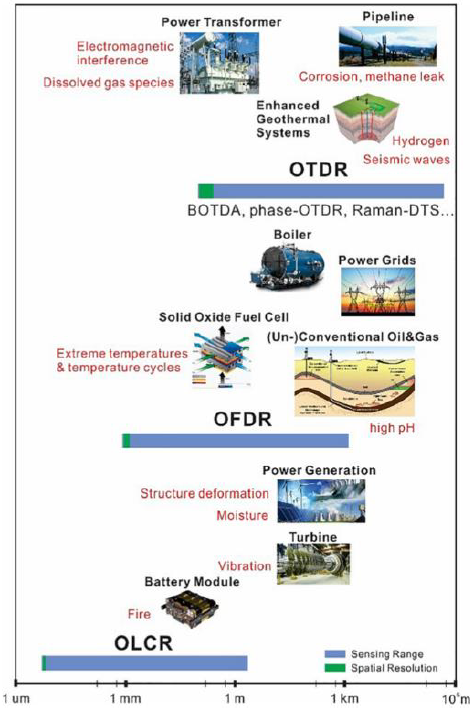 Power Transformer
Pipeline
Electromagnetic
interference
Dissolved gas species
Corrosion, methane leak
Enhanced
Geothermal
Systems
Hydrogen
Seismic waves
OTDR
BOTDA, phase-OTDR, Raman-DTS...
Boiler
Power Grids
Solid Oxide Fuel Cell
(Un-)Conventional Oil&Gas
Extreme temperatures
& temperature cycles
high pH
OFDR
Power Generation
Structure deformation
Moisture
Turbine
Vibration
Battery Module
Fire
OLCR
Sensing Range
Spatial Resolution
1 um
1 mm
1 m
1 km